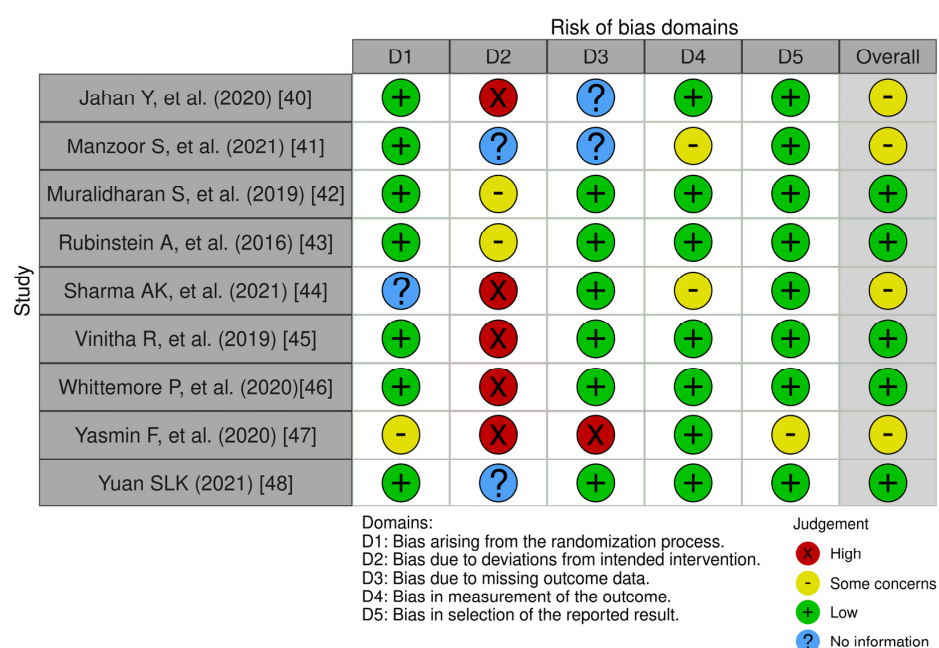 Risk of bias domains
D1 D2 D3 D4 D5 Overall
Study
Jahan Y, et al. (2020) [40] + X ? + + -
Manzoor S, et al. (2021) [41] + ? ? - + -
Muralidharan S, et al. (2019) [42] + - + + + +
Rubinstein A, et al. (2016) [43] + - + + + +
Sharma AK, et al. (2021) [44] ? X + - + -
Vinitha R, et al. (2019) [45] + X + + + +
Whittemore P, et al. (2020)[46] + X + + + +
Yasmin F, et al. (2020) [47] - X X + - -
Yuan SLK (2021) [48] + ? + + + +
Domains:
D1: Bias arising from the randomization process.
D2: Bias due to deviations from intended intervention.
D3: Bias due to missing outcome data.
D4: Bias in measurement of the outcome.
D5: Bias in selection of the reported result.
Judgement
X High
- Some concerns
+ Low
? No information